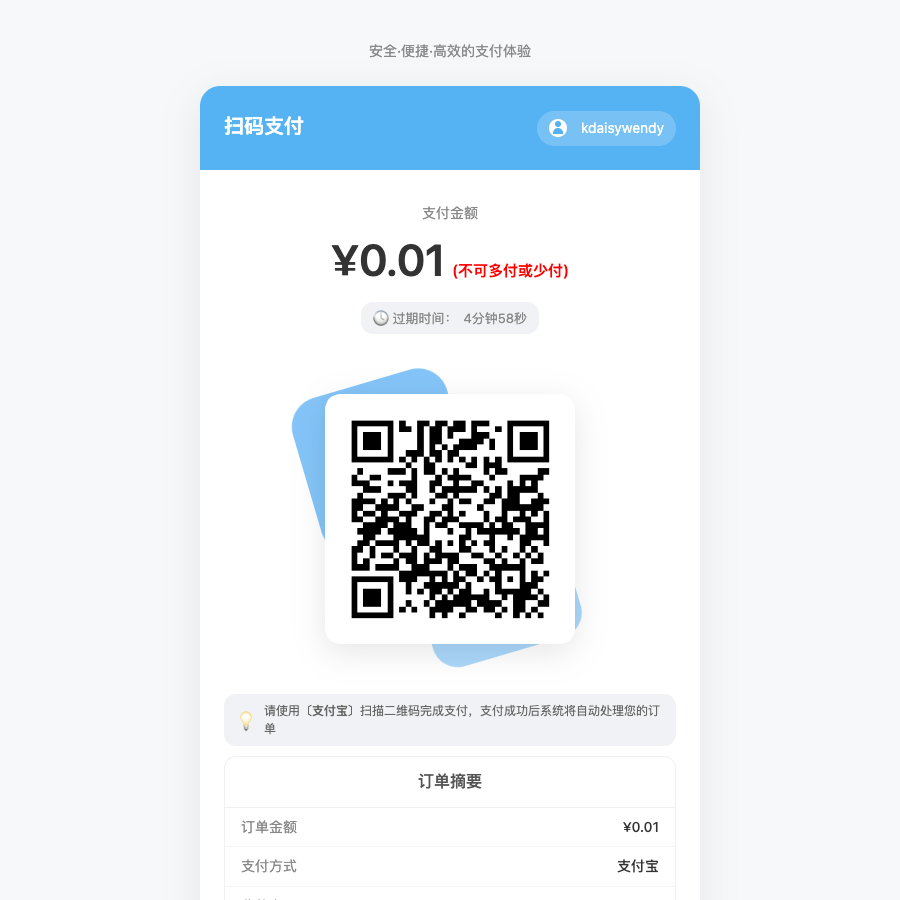 安全·便捷·高效的支付体验
扫码支付
kdaisywendy
支付金额
¥0.01 (不可多付或少付)
过期时间： 4分钟58秒
请使用〔支付宝〕扫描二维码完成支付，支付成功后系统将自动处理您的订
单
订单摘要
订单金额 ¥0.01
支付方式 支付宝